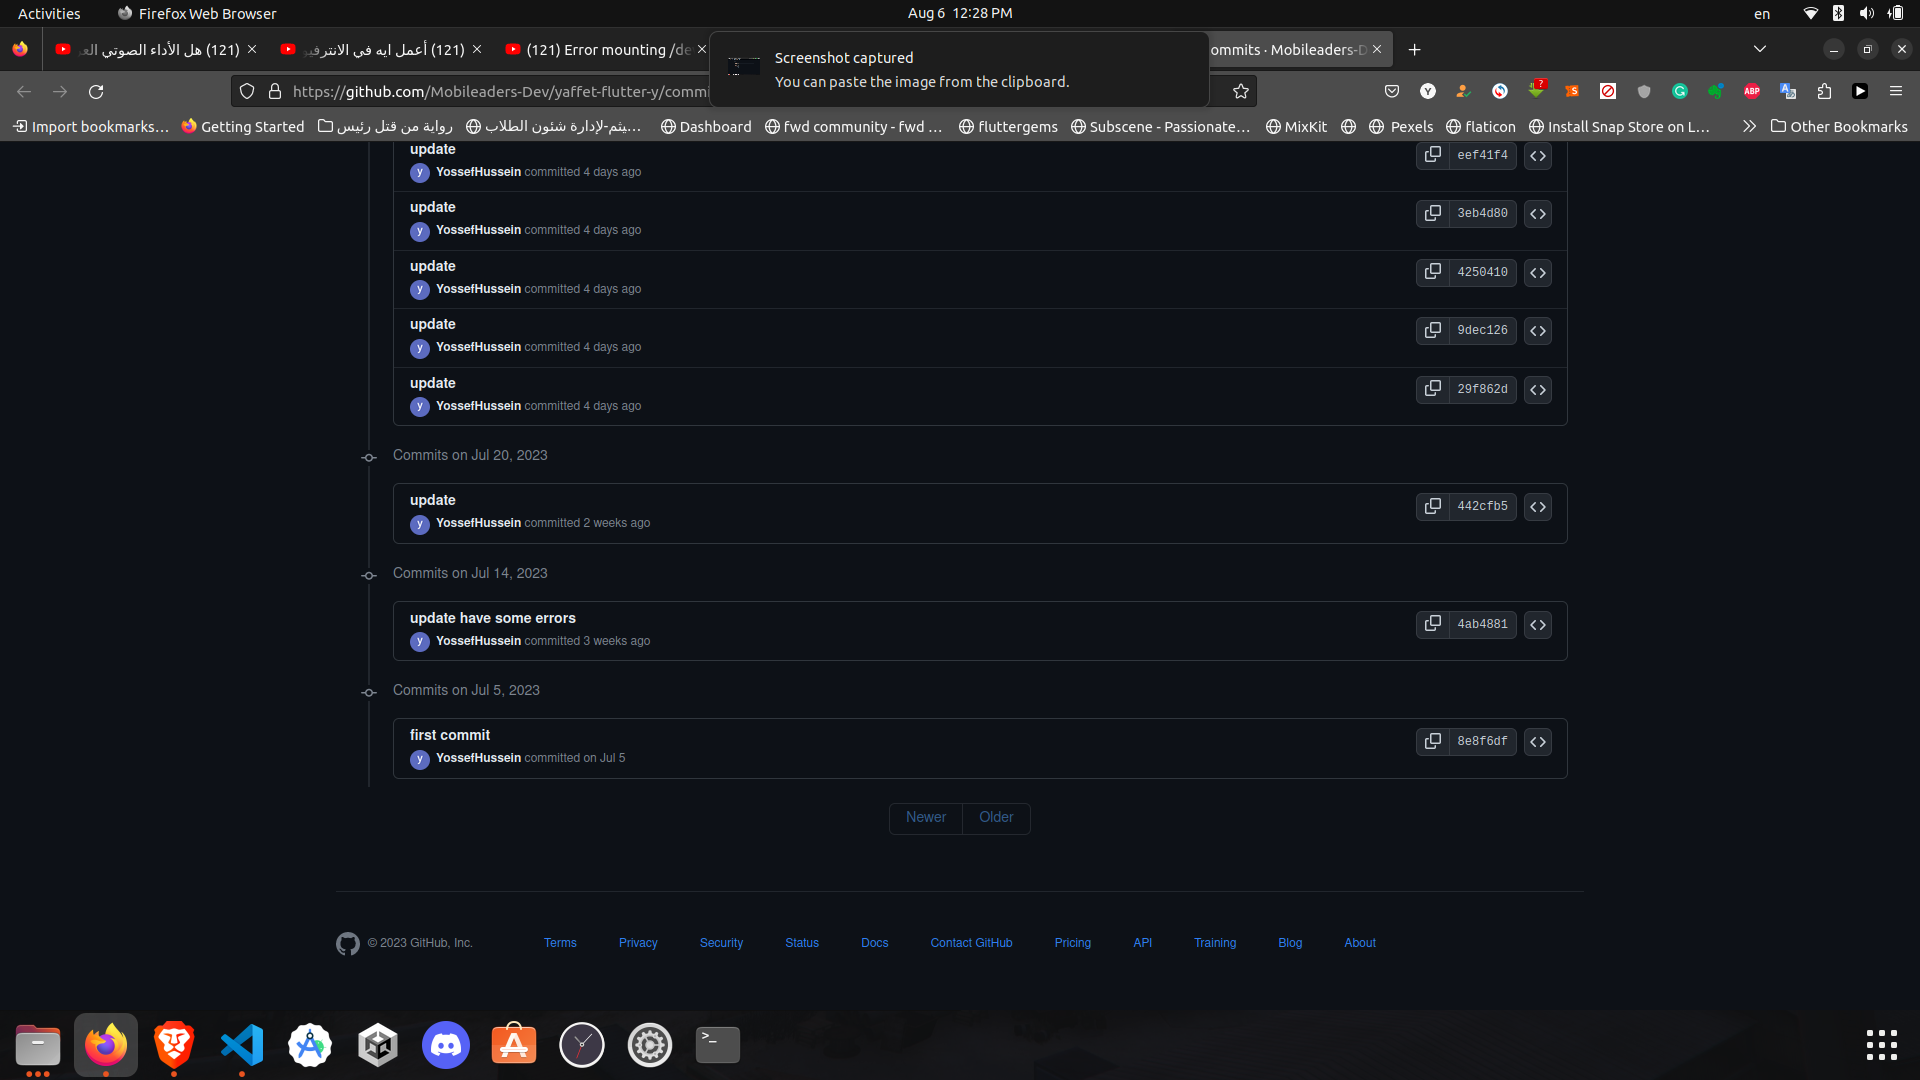 Activities
Firefox Web Browser
Aug 6 12:28 PM
en
(121) هل الأداء الصوتي
(121) أعمل ايه في الانترفيو
(121) Error mounting /de
ommits · Mobileaders-D
Screenshot captured
You can paste the image from the clipboard.
https://github.com/Mobileaders-Dev/yaffet-flutter-y/commi
?
ABP
Import bookmarks…
Getting Started
رواية من قتل رئيس
…يثم-لإدارة شئون الطلاب
Dashboard
fwd community - fwd …
fluttergems
Subscene - Passionate…
MixKit
Pexels
flaticon
Install Snap Store on L…
Other Bookmarks
update
eef41f4
y YossefHussein committed 4 days ago
update
3eb4d80
y YossefHussein committed 4 days ago
update
4250410
y YossefHussein committed 4 days ago
update
9dec126
y YossefHussein committed 4 days ago
update
29f862d
y YossefHussein committed 4 days ago
Commits on Jul 20, 2023
update
442cfb5
y YossefHussein committed 2 weeks ago
Commits on Jul 14, 2023
update have some errors
4ab4881
y YossefHussein committed 3 weeks ago
Commits on Jul 5, 2023
first commit
8e8f6df
y YossefHussein committed on Jul 5
Newer
Older
© 2023 GitHub, Inc.
Terms
Privacy
Security
Status
Docs
Contact GitHub
Pricing
API
Training
Blog
About